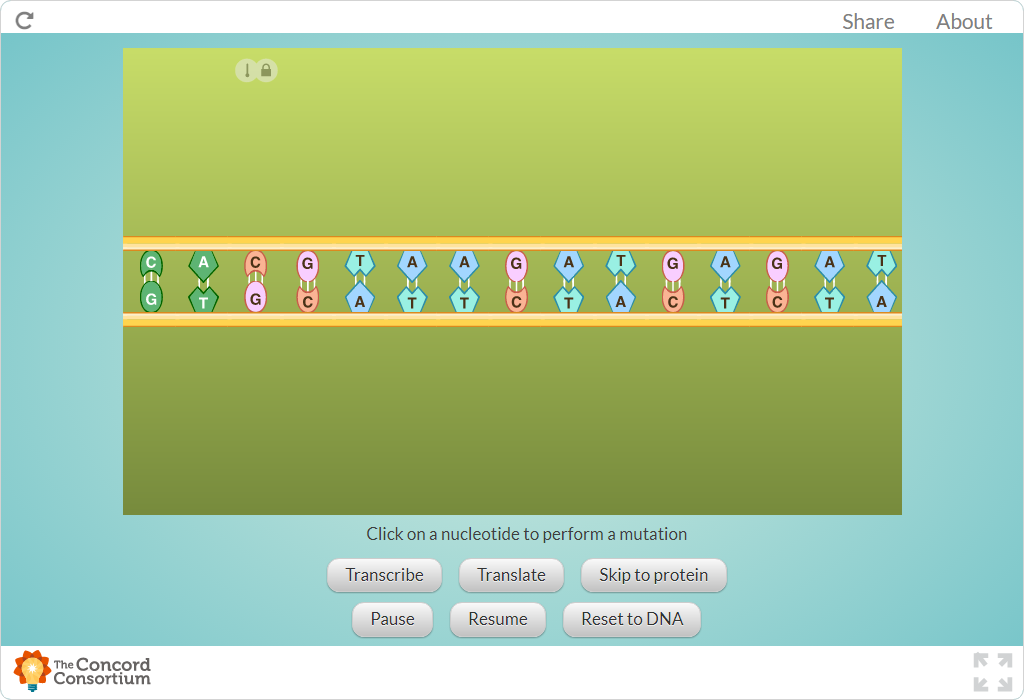 Share About
C A C G T A A G A T G A G A T
G T G C A T T C T A C T C T A
Click on a nucleotide to perform a mutation
Transcribe Translate Skip to protein
Pause Resume Reset to DNA
The Concord
Consortium